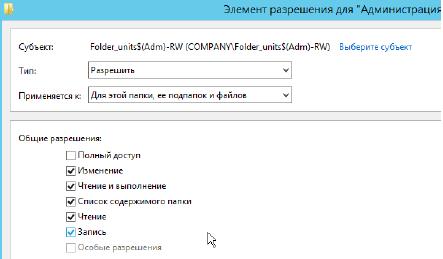 Элемент разрешения для "Администрация
Субъект: Folder_units$(Adm)-RW (COMPANY\Folder_units$(Adm)-RW) Выберите субъект
Тип: Разрешить
Применяется к: Для этой папки, ее подпапок и файлов
Общие разрешения:
Полный доступ
Изменение
Чтение и выполнение
Список содержимого папки
Чтение
Запись
Особые разрешения